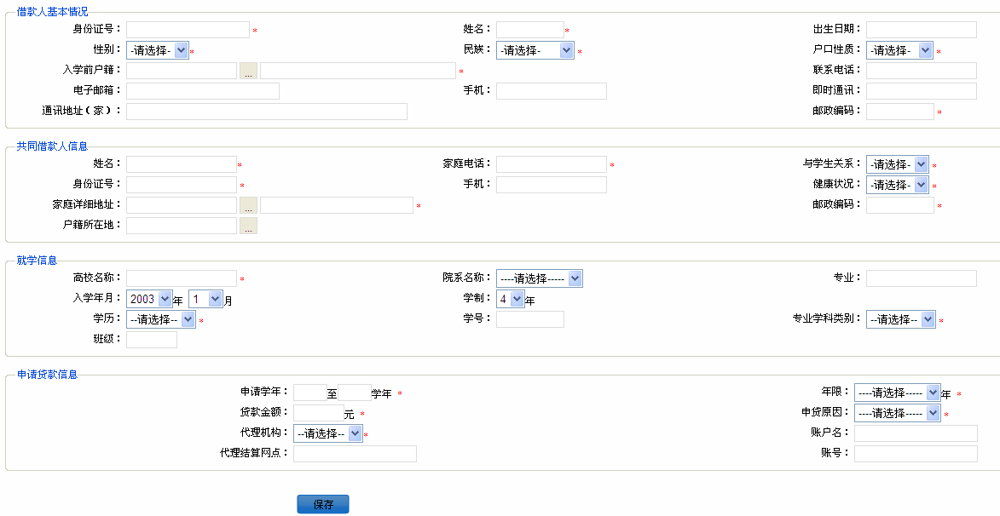 借款人基本情况
身份证号： * 姓名： * 出生日期：
性别： -请选择- * 民族： -请选择- * 户口性质： -请选择- *
入学前户籍： ... * 联系电话：
电子邮箱： 手机： 即时通讯：
通讯地址（家）： 邮政编码： *
共同借款人信息
姓名： * 家庭电话： * 与学生关系： -请选择- *
身份证号： * 手机： 健康状况： -请选择- *
家庭详细地址： ... * 邮政编码： *
户籍所在地： ...
就学信息
高校名称： * 院系名称： ----请选择----- 专业：
入学年月： 2003 年 1 月 学制： 4 年
学历： --请选择-- * 学号： 专业学科类别： --请选择-- *
班级：
申请贷款信息
申请学年： 至 学年 * 年限： ----请选择----- 年 *
贷款金额： 元 * 申贷原因： ----请选择----- *
代理机构： --请选择-- * 账户名：
代理结算网点： 账号：
保存